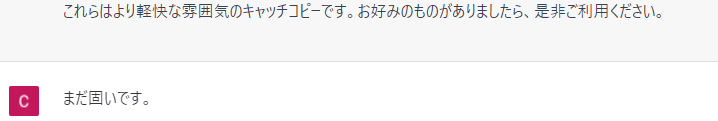 これらはより軽快な雰囲気のキャッチコピーです。お好みのものがありましたら、是非ご利用ください。
C
まだ固いです。